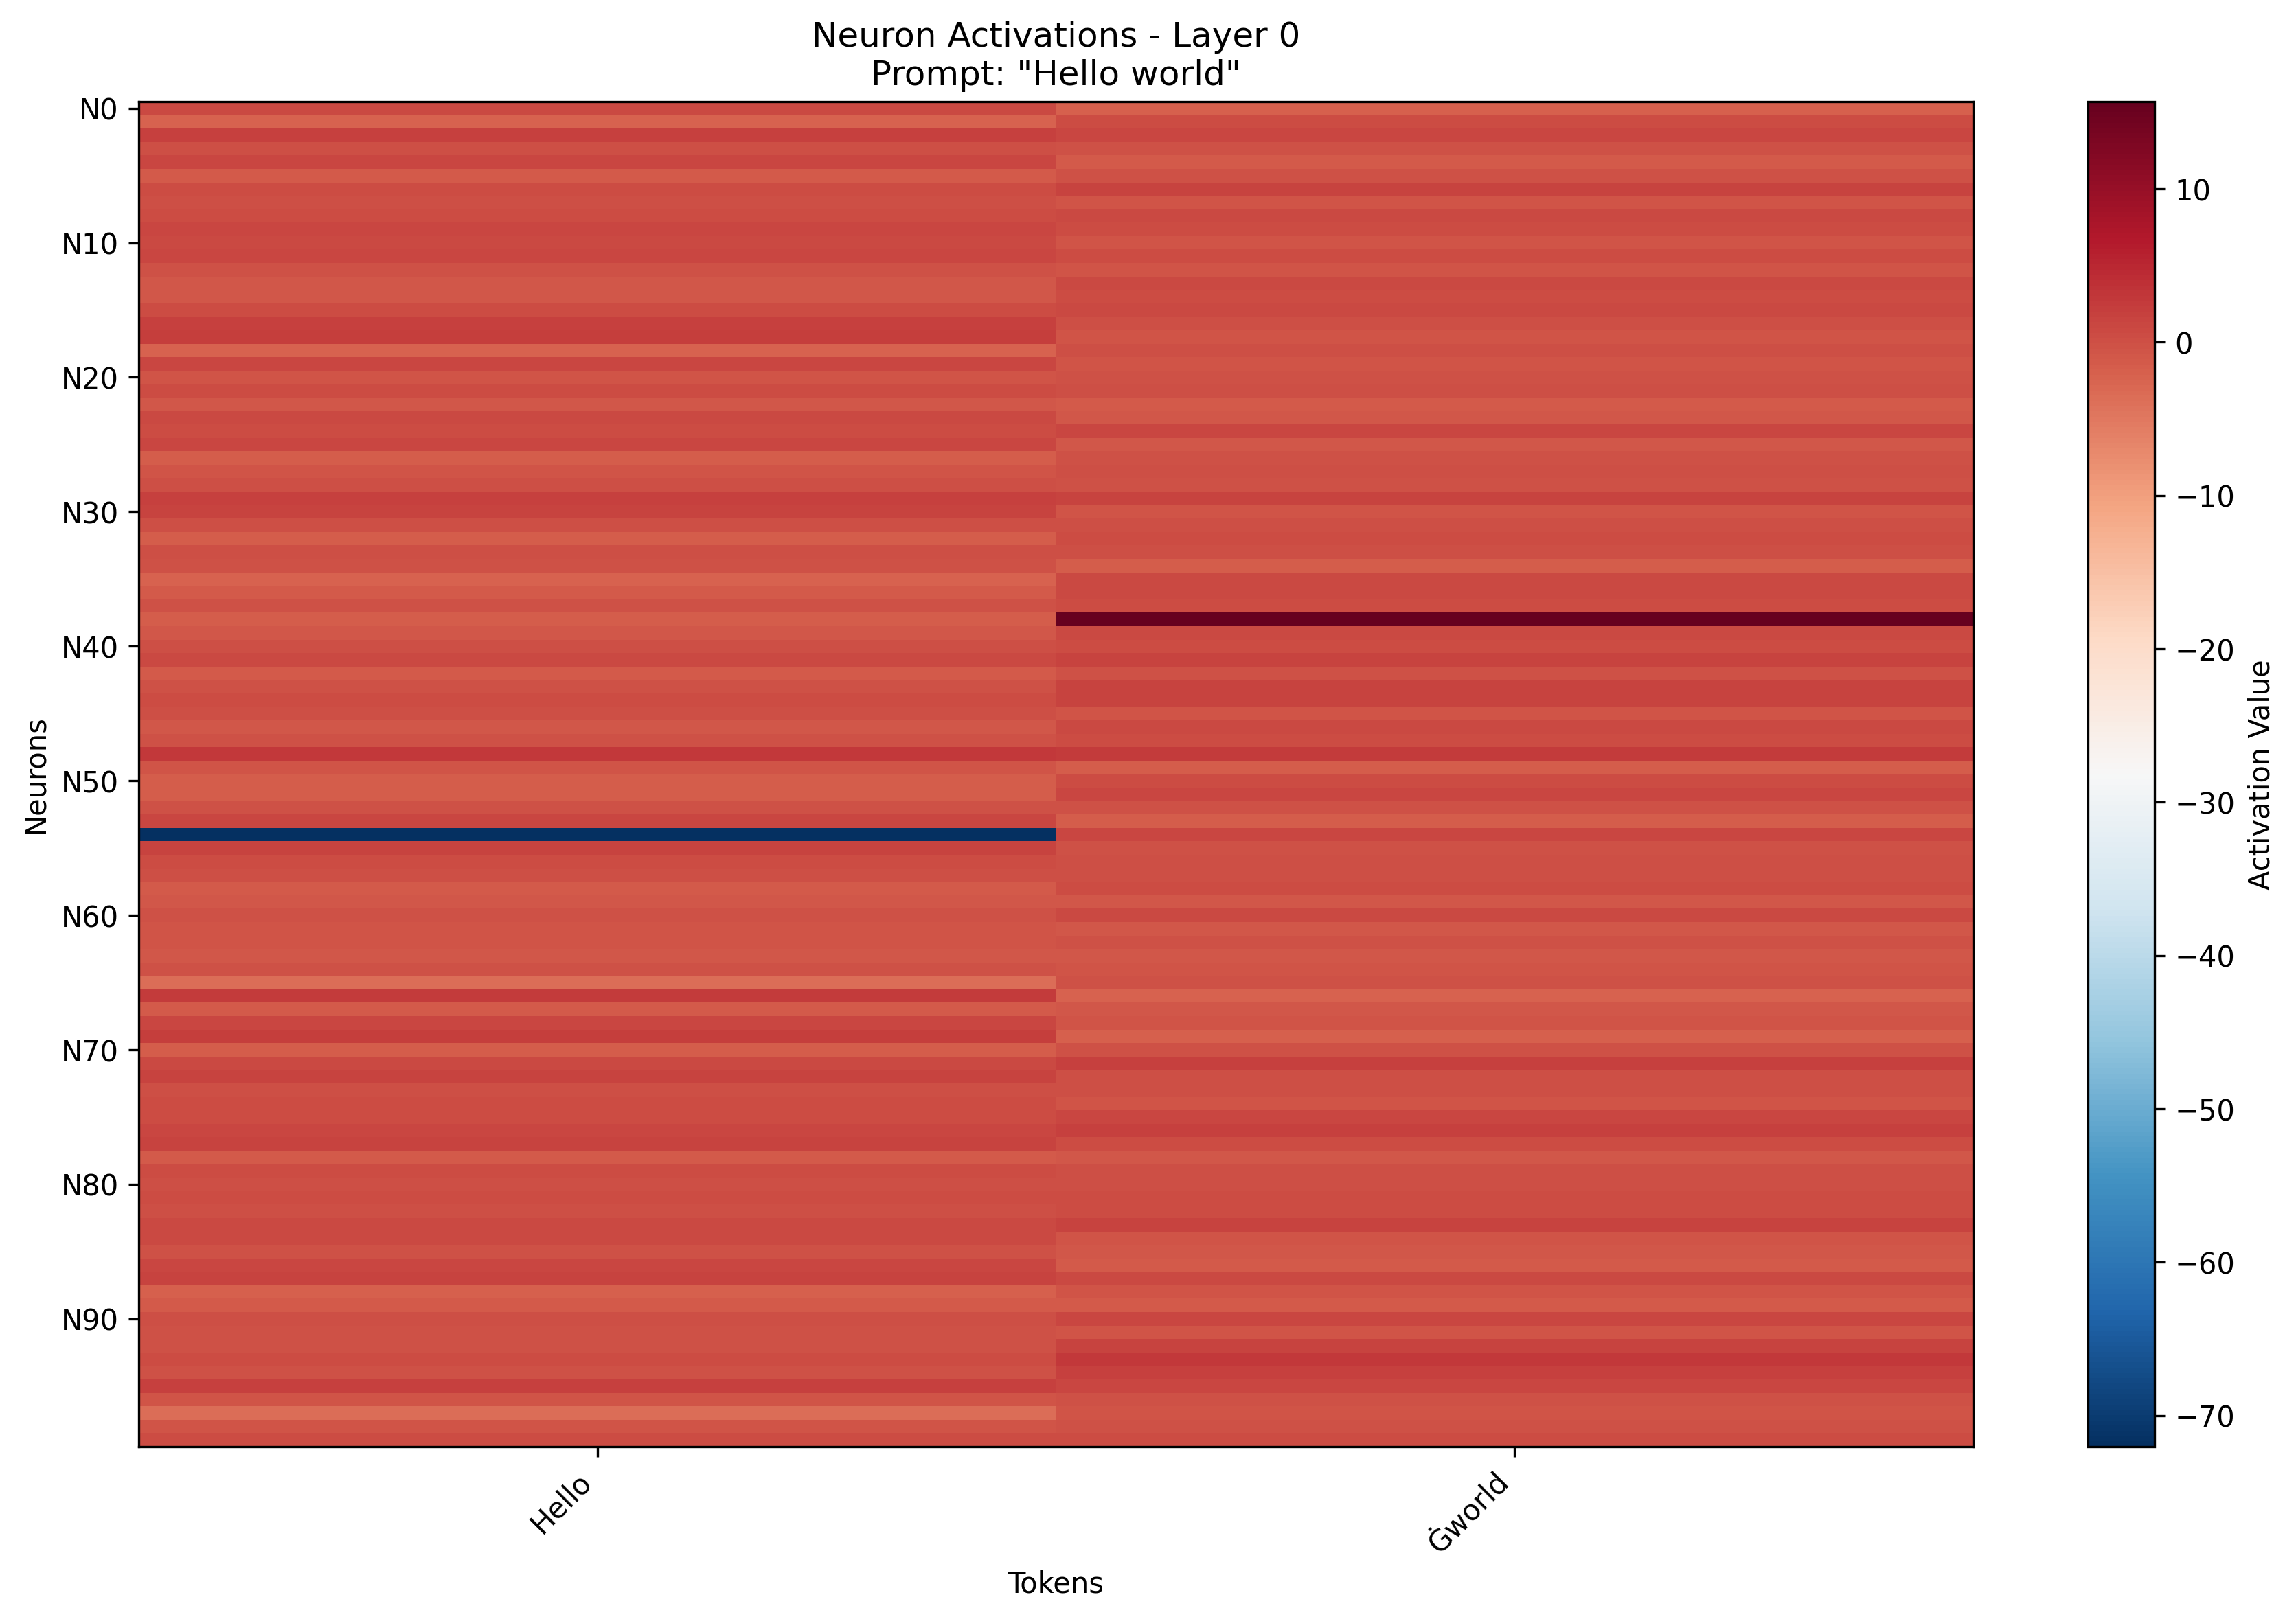 Neuron Activations - Layer 0
Prompt: "Hello world"
N0
N10
N20
N30
N40
N50
N60
N70
N80
N90
Neurons
Hello
Ġworld
Tokens
10
0
−10
−20
−30
−40
−50
−60
−70
Activation Value